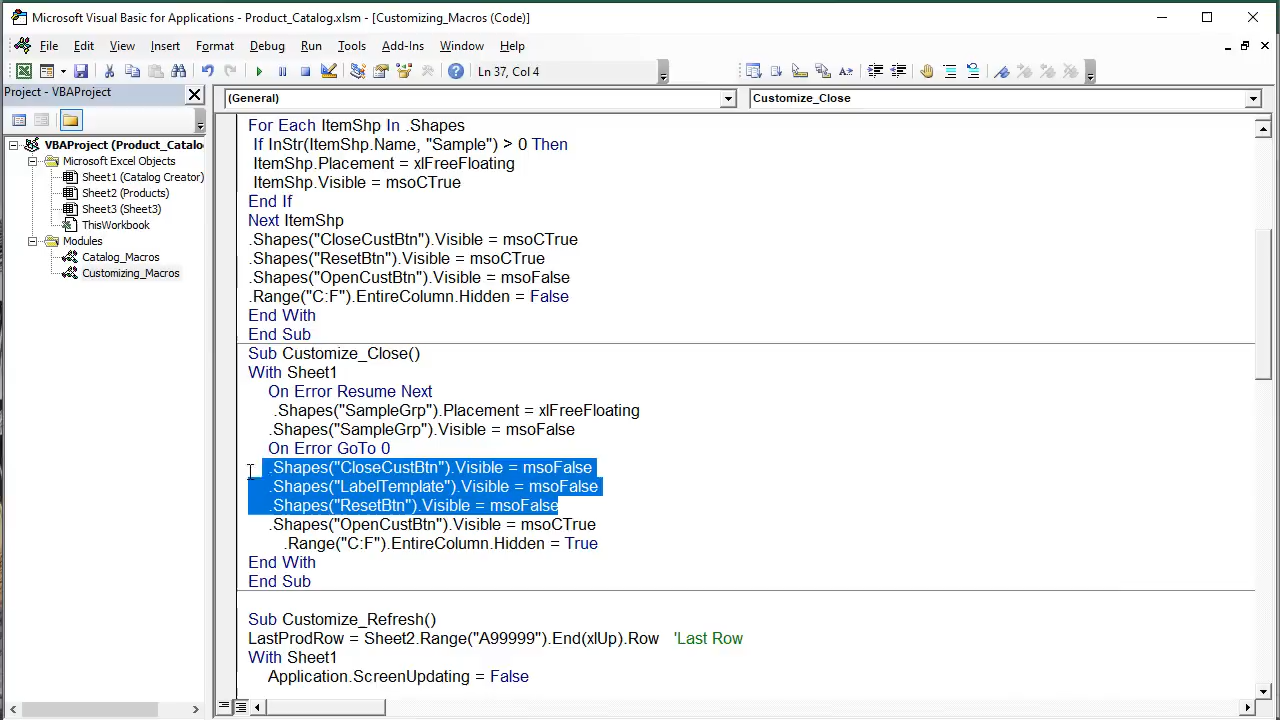 Microsoft Visual Basic for Applications - Product_Catalog.xlsm - [Customizing_Macros (Code)]
File Edit View Insert Format Debug Run Tools Add-Ins Window Help
Ln 37, Col 4
Project - VBAProject
(General) Customize_Close
VBAProject (Product_Catalo
Microsoft Excel Objects
Sheet1 (Catalog Creator)
Sheet2 (Products)
Sheet3 (Sheet3)
ThisWorkbook
Modules
Catalog_Macros
Customizing_Macros
For Each ItemShp In .Shapes
If InStr(ItemShp.Name, "Sample") > 0 Then
ItemShp.Placement = xlFreeFloating
ItemShp.Visible = msoCTrue
End If
Next ItemShp
.Shapes("CloseCustBtn").Visible = msoCTrue
.Shapes("ResetBtn").Visible = msoCTrue
.Shapes("OpenCustBtn").Visible = msoFalse
.Range("C:F").EntireColumn.Hidden = False
End With
End Sub
Sub Customize_Close()
With Sheet1
On Error Resume Next
.Shapes("SampleGrp").Placement = xlFreeFloating
.Shapes("SampleGrp").Visible = msoFalse
On Error GoTo 0
.Shapes("CloseCustBtn").Visible = msoFalse
.Shapes("LabelTemplate").Visible = msoFalse
.Shapes("ResetBtn").Visible = msoFalse
.Shapes("OpenCustBtn").Visible = msoCTrue
.Range("C:F").EntireColumn.Hidden = True
End With
End Sub
Sub Customize_Refresh()
LastProdRow = Sheet2.Range("A99999").End(xlUp).Row 'Last Row
With Sheet1
Application.ScreenUpdating = False